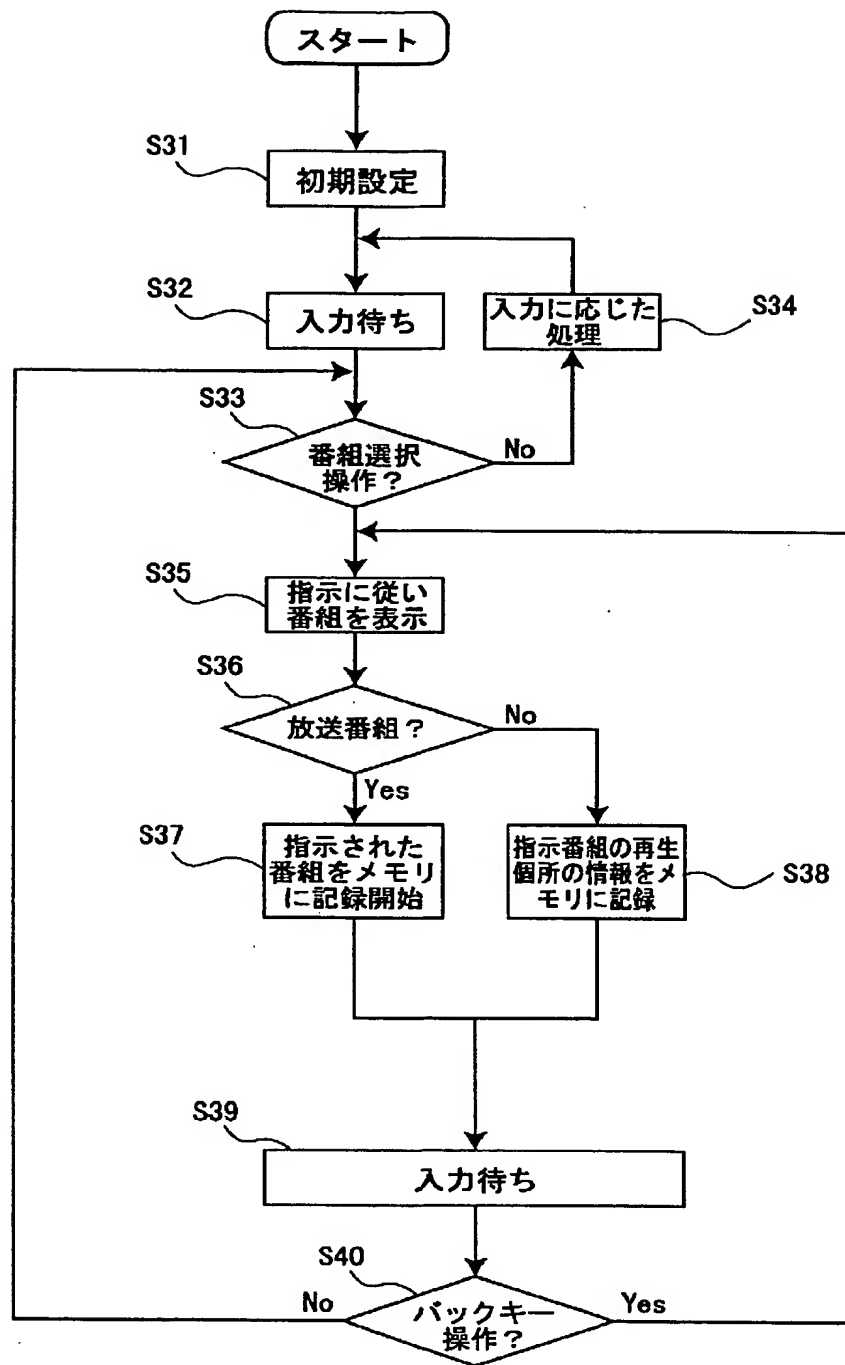 スタート
S31
初期設定
S32
入力待ち
入力に応じた
処理
S34
S33
番組選択
操作？
No
S35
指示に従い
番組を表示
S36
放送番組？
No
Yes
S37
指示された
番組をメモリ
に記録開始
指示番組の再生
個所の情報をメ
モリに記録
S38
S39
入力待ち
S40
No
バックキー
操作？
Yes